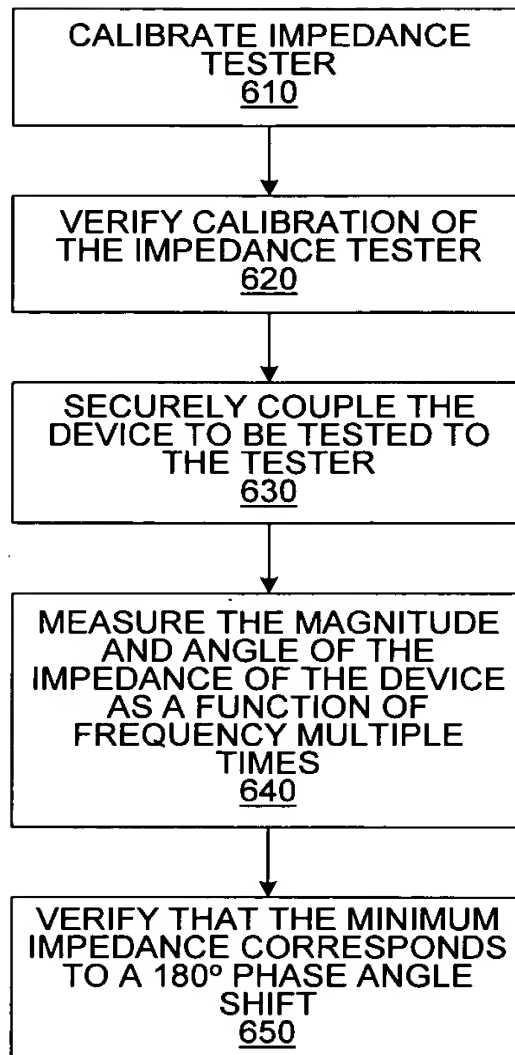 CALIBRATE IMPEDANCE
TESTER
610
VERIFY CALIBRATION OF
THE IMPEDANCE TESTER
620
SECURELY COUPLE THE
DEVICE TO BE TESTED TO
THE TESTER
630
MEASURE THE MAGNITUDE
AND ANGLE OF THE
IMPEDANCE OF THE DEVICE
AS A FUNCTION OF
FREQUENCY MULTIPLE
TIMES
640
VERIFY THAT THE MINIMUM
IMPEDANCE CORRESPONDS
TO A 180º PHASE ANGLE
SHIFT
650